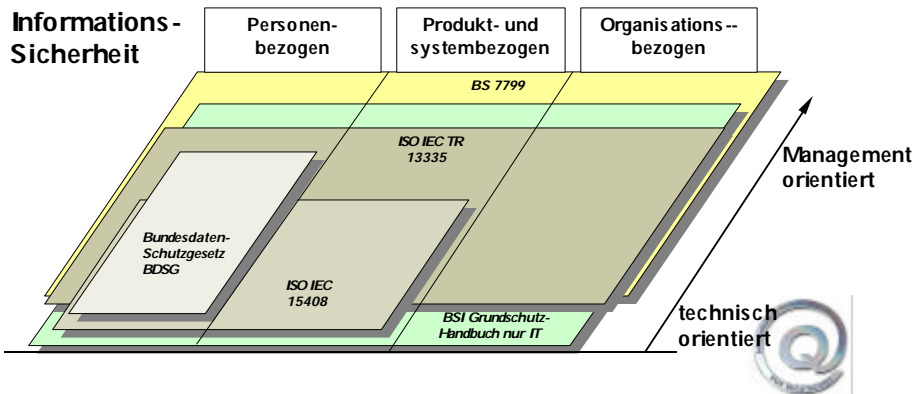 Informations-
Sicherheit
Personen-
bezogen
Produkt- und
systembezogen
Organisations--
bezogen
BS 7799
ISO IEC TR
13335
Management
orientiert
Bundesdaten-
Schutzgesetz
BDSG
ISO IEC
15408
BSI Grundschutz-
Handbuch nur IT
technisch
orientiert